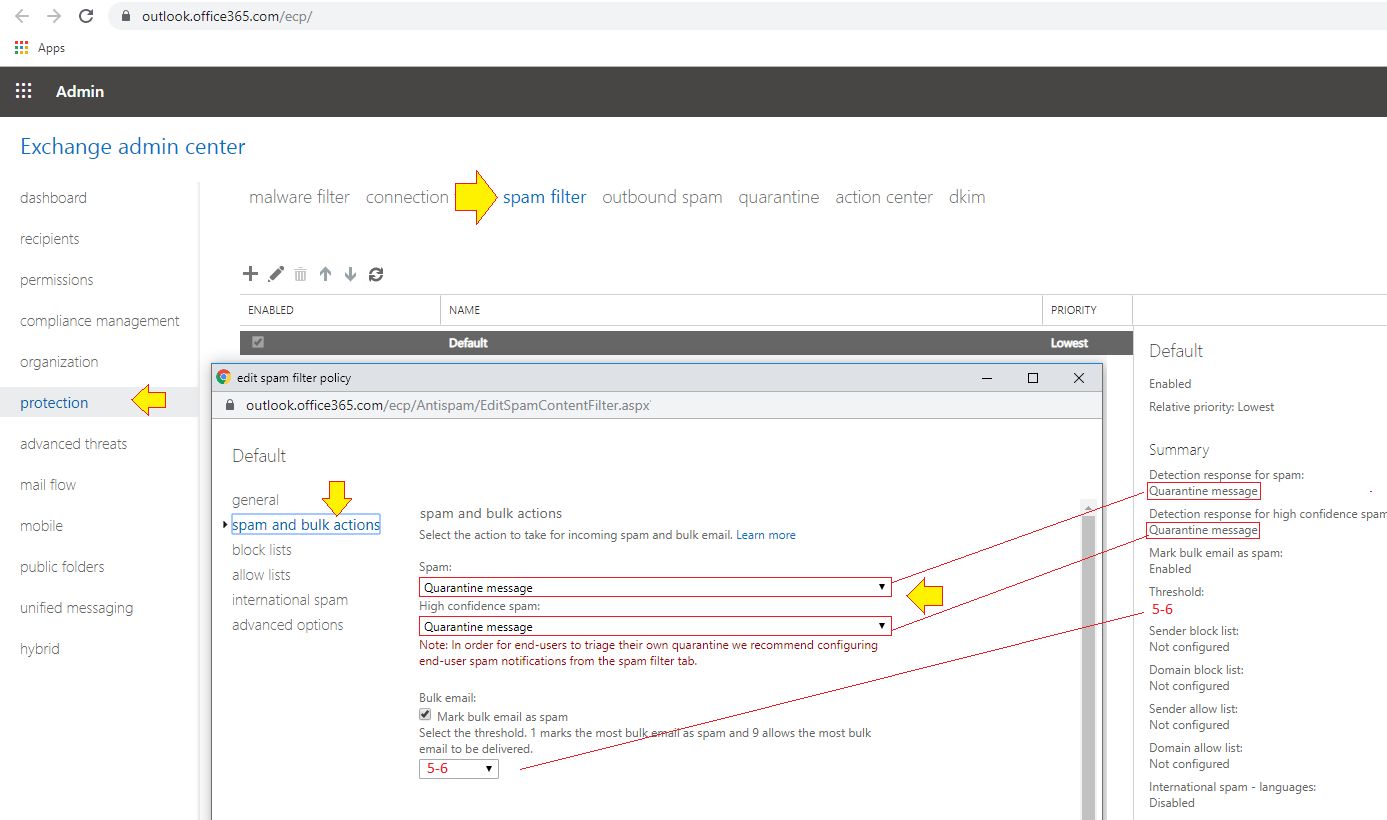 outlook.office365.com/ecp/
Apps
Admin
Exchange admin center
dashboard
recipients
permissions
compliance management
organization
protection
advanced threats
mail flow
mobile
public folders
unified messaging
hybrid
malware filter connection spam filter outbound spam quarantine action center dkim
ENABLED NAME PRIORITY
Default Lowest
edit spam filter policy
outlook.office365.com/ecp/Antispam/EditSpamContentFilter.aspx
Default
general
spam and bulk actions
block lists
allow lists
international spam
advanced options
spam and bulk actions
Select the action to take for incoming spam and bulk email. Learn more
Spam:
Quarantine message
High confidence spam:
Quarantine message
Note: In order for end-users to triage their own quarantine we recommend configuring
end-user spam notifications from the spam filter tab.
Bulk email:
Mark bulk email as spam
Select the threshold. 1 marks the most bulk email as spam and 9 allows the most bulk
email to be delivered.
5-6
Default
Enabled
Relative priority: Lowest
Summary
Detection response for spam:
Quarantine message
Detection response for high confidence spam
Quarantine message
Mark bulk email as spam:
Enabled
Threshold:
5-6
Sender block list:
Not configured
Domain block list:
Not configured
Sender allow list:
Not configured
Domain allow list:
Not configured
International spam - languages:
Disabled